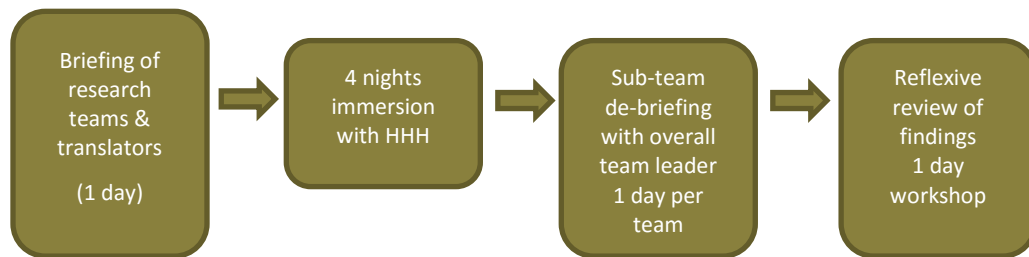 Briefing of
research
teams &
translators
(1 day)
4 nights
immersion
with HHH
Sub-team
de-briefing
with overall
team leader
1 day per
team
Reflexive
review of
findings
1 day
workshop